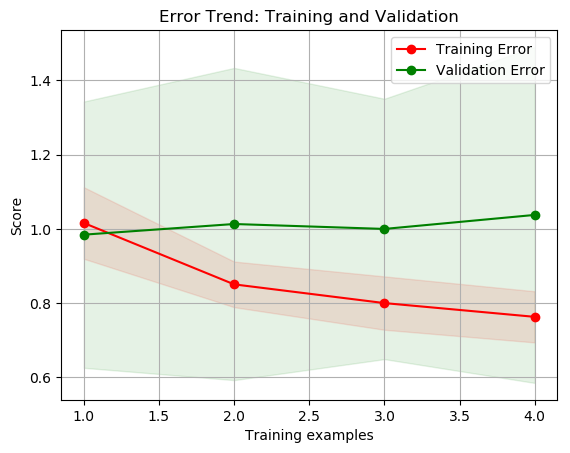 Error Trend: Training and Validation
Training Error
Validation Error
Score
1.4
1.2
1.0
0.8
0.6
1.0 1.5 2.0 2.5 3.0 3.5 4.0
Training examples